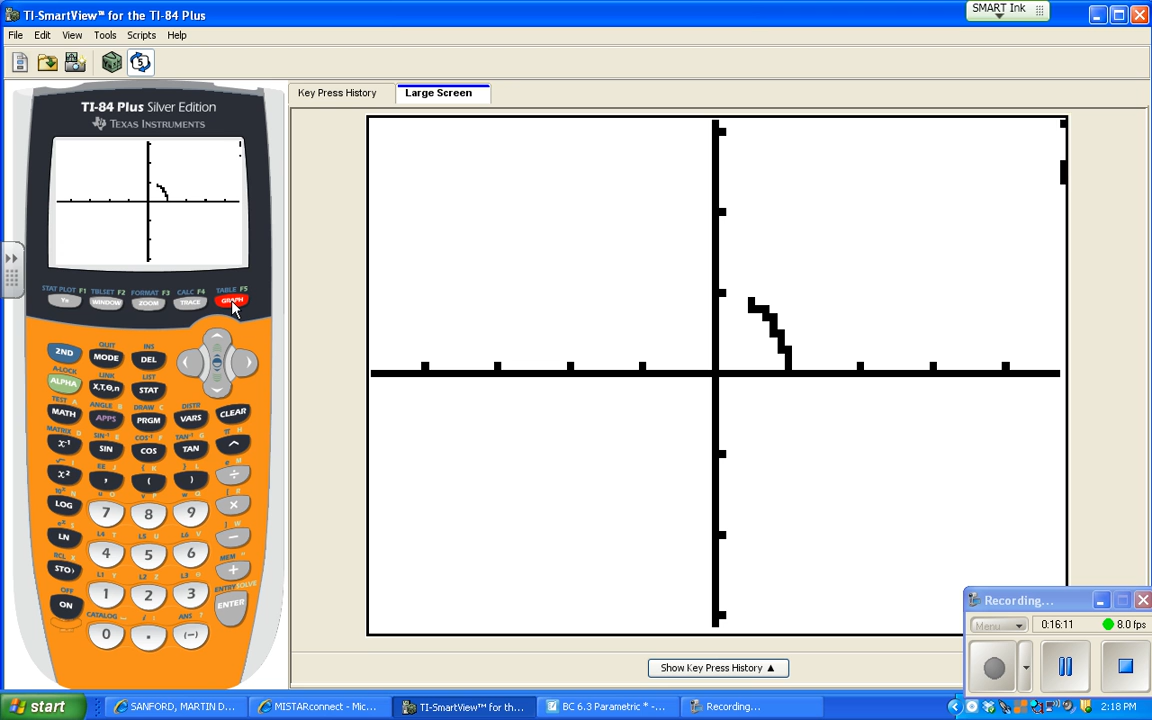 TI-SmartView™ for the TI-84 Plus
SMART Ink
File Edit View Tools Scripts Help
Key Press History Large Screen
TI-84 Plus Silver Edition
TEXAS INSTRUMENTS
STAT PLOT F1 TBLSET F2 FORMAT F3 CALC F4 TABLE F5
Y= WINDOW ZOOM TRACE GRAPH
QUIT INS
2ND MODE DEL
A-LOCK LINK LIST
ALPHA X,T,Θ,n STAT
TEST A ANGLE B DRAW C DISTR
MATH APPS PRGM VARS CLEAR
MATRIX D SIN⁻¹ E COS⁻¹ F TAN⁻¹ G π H
x⁻¹ SIN COS TAN ^
√ I EE J { K } L e M
x² , ( ) ÷
10ˣ N u O v P w Q [ R
LOG 7 8 9 ×
eˣ S L4 T L5 U L6 V ] W
LN 4 5 6 −
RCL X L1 Y L2 Z L3 θ MEM "
STO› 1 2 3 +
OFF CATALOG i : ANS ? ENTRY SOLVE
ON 0 . (−) ENTER
Show Key Press History ▲
Recording...
Menu 0:16:11 8.0 fps
start SANFORD, MARTIN D... MISTARconnect - Mic... TI-SmartView™ for th... BC 6.3 Parametric * -... Recording... 2:18 PM